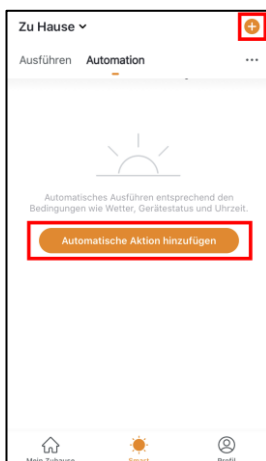 Zu Hause
Ausführen Automation
Automatisches Ausführen entsprechend den
Bedingungen wie Wetter, Gerätestatus und Uhrzeit.
Automatische Aktion hinzufügen
Mein Zuhause Smart Profil